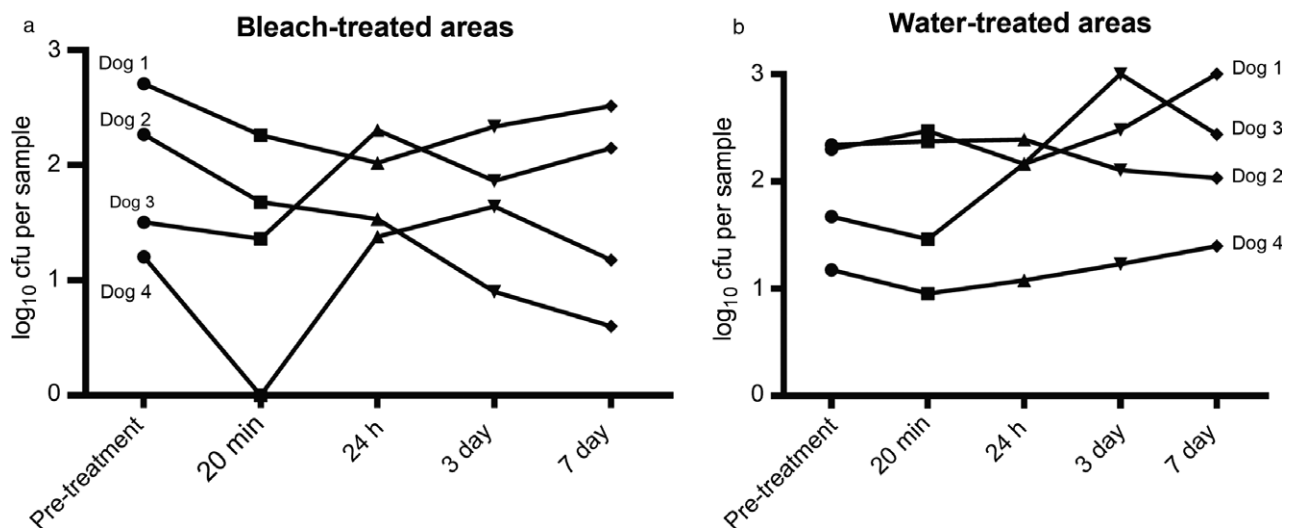 a
Bleach-treated areas
log10 cfu per sample
3
2
1
0
Dog 1
Dog 2
Dog 3
Dog 4
Pre-treatment
20 min
24 h
3 day
7 day
b
Water-treated areas
log10 cfu per sample
3
2
1
0
Dog 1
Dog 3
Dog 2
Dog 4
Pre-treatment
20 min
24 h
3 day
7 day